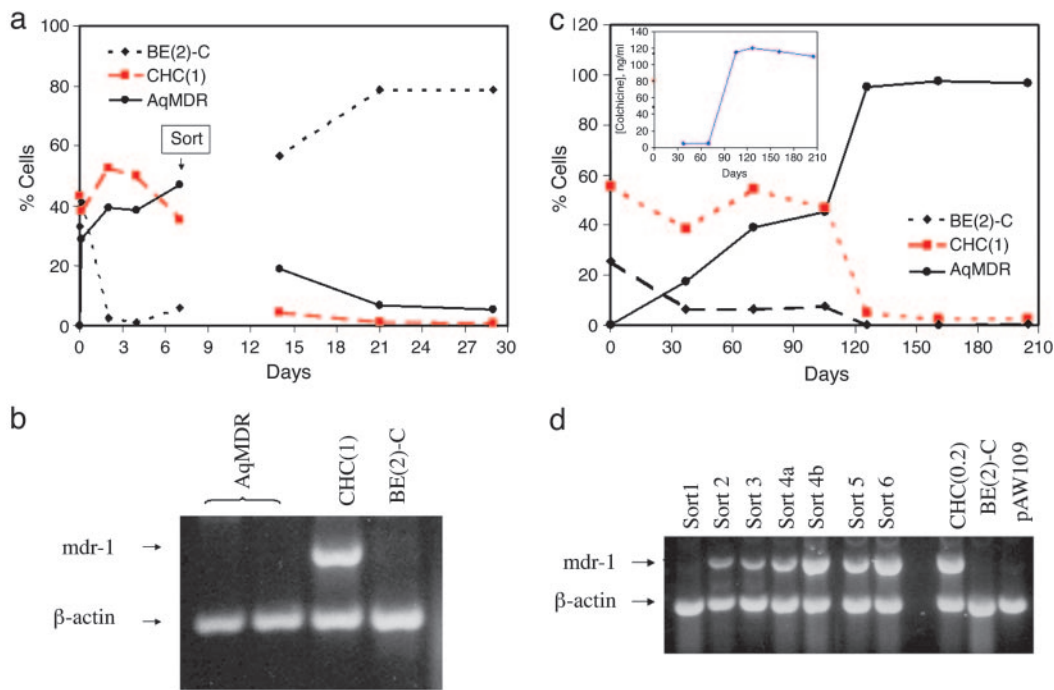 a
100
80
60
40
20
0
% Cells
BE(2)-C
CHC(1)
AqMDR
Sort
0 3 6 9 12 15 18 21 24 27 30
Days
b
AqMDR
CHC(1)
BE(2)-C
mdr-1
β-actin
c
120
100
80
60
40
20
0
% Cells
[Colchicine], ng/ml
140
120
100
80
60
40
20
0
0 30 60 90 120 150 180 210
Days
BE(2)-C
CHC(1)
AqMDR
0 30 60 90 120 150 180 210
Days
d
Sort1
Sort 2
Sort 3
Sort 4a
Sort 4b
Sort 5
Sort 6
CHC(0.2)
BE(2)-C
pAW109
mdr-1
β-actin